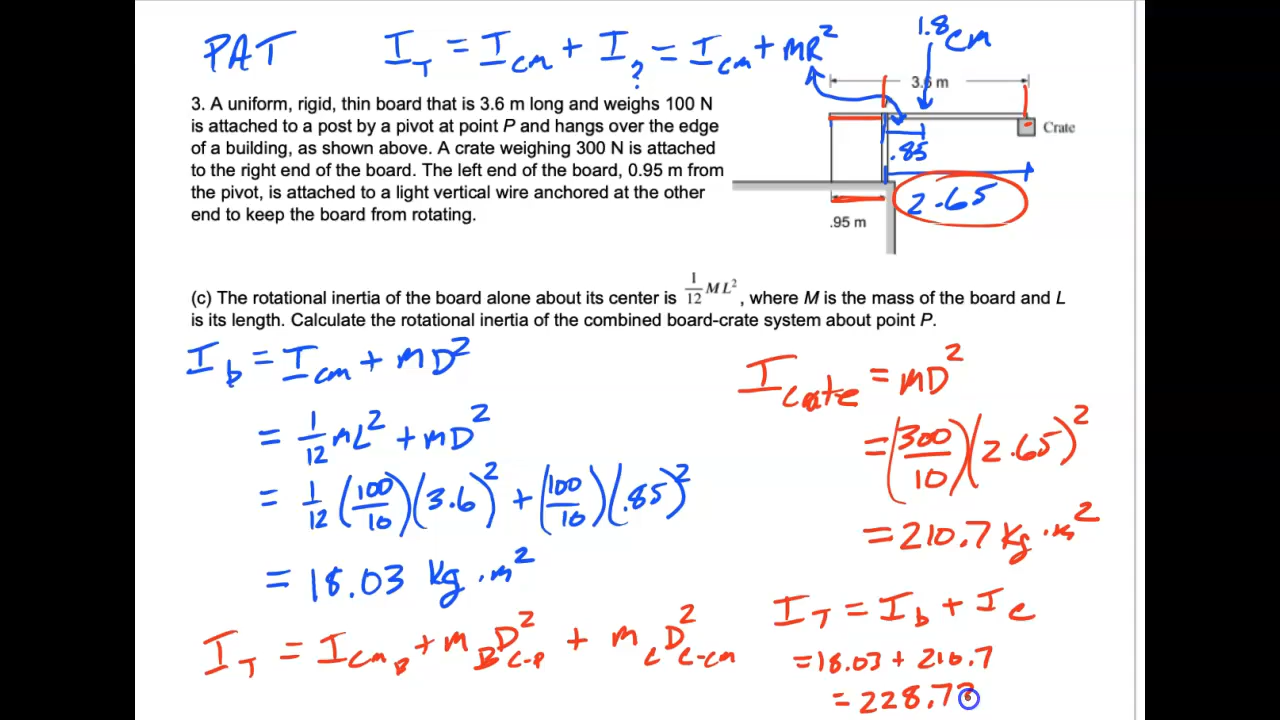 PAT I_T = I_cm + I_? = I_cm + MR²
1.8 cm
3.6 m
3. A uniform, rigid, thin board that is 3.6 m long and weighs 100 N
is attached to a post by a pivot at point P and hangs over the edge
of a building, as shown above. A crate weighing 300 N is attached
to the right end of the board. The left end of the board, 0.95 m from
the pivot, is attached to a light vertical wire anchored at the other
end to keep the board from rotating.
Crate
.85
2.65
.95 m
(c) The rotational inertia of the board alone about its center is 1/12 ML², where M is the mass of the board and L
is its length. Calculate the rotational inertia of the combined board-crate system about point P.
I_b = I_cm + MD²
= 1/12 ML² + MD²
= 1/12 (100/10)(3.6)² + (100/10)(.85)²
= 18.03 kg·m²
I_T = I_cm_B + m_B D²_C-P + m_C D²_C-cm
I_crate = MD²
= (300/10)(2.65)²
= 210.7 kg·m²
I_T = I_b + I_c
= 18.03 + 210.7
= 228.73